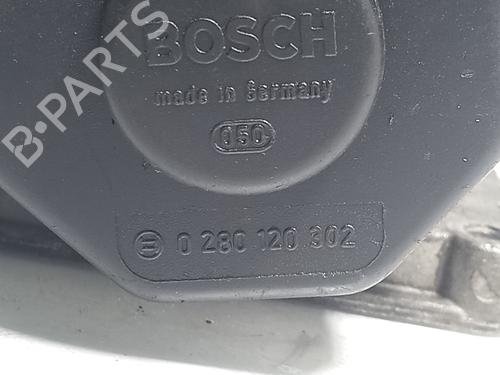 BOSCH
made in Germany
050
0 280 120 302
B-PARTS